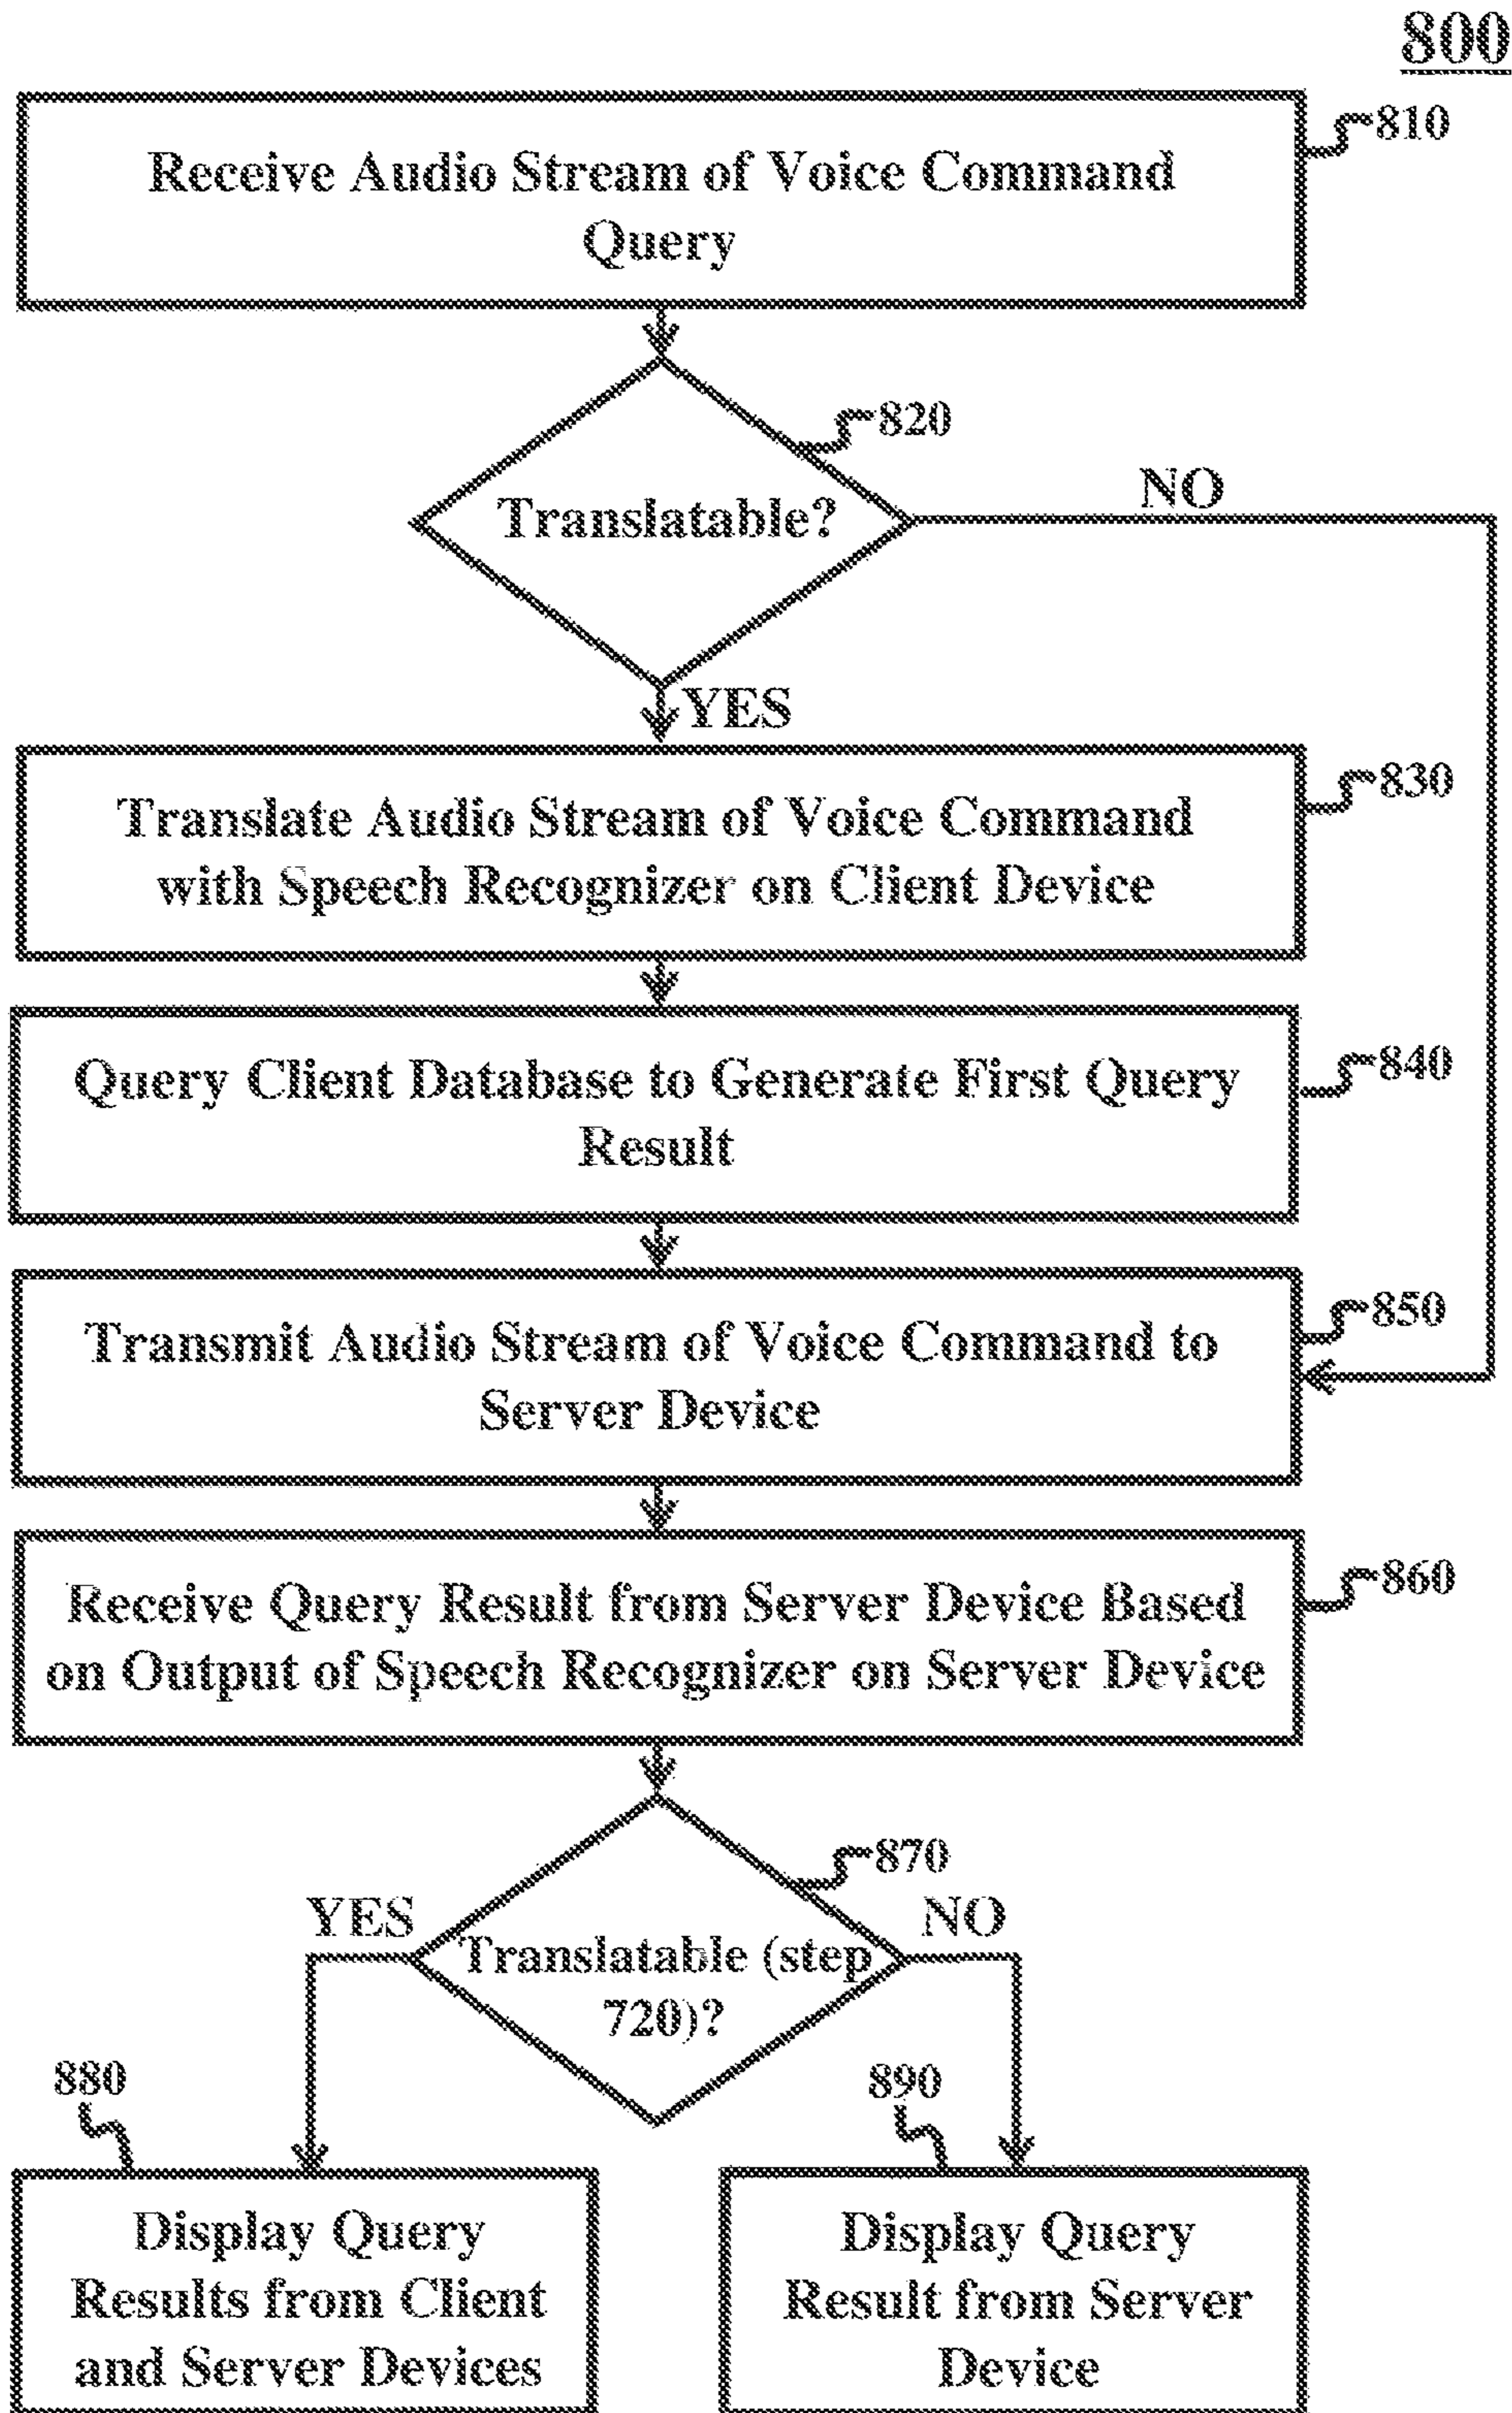 800
810
Receive Audio Stream of Voice Command
Query
820
Translatable?
NO
YES
830
Translate Audio Stream of Voice Command
with Speech Recognizer on Client Device
840
Query Client Database to Generate First Query
Result
850
Transmit Audio Stream of Voice Command to
Server Device
860
Receive Query Result from Server Device Based
on Output of Speech Recognizer on Server Device
870
YES
NO
Translatable (step
720)?
880
890
Display Query
Results from Client
and Server Devices
Display Query
Result from Server
Device